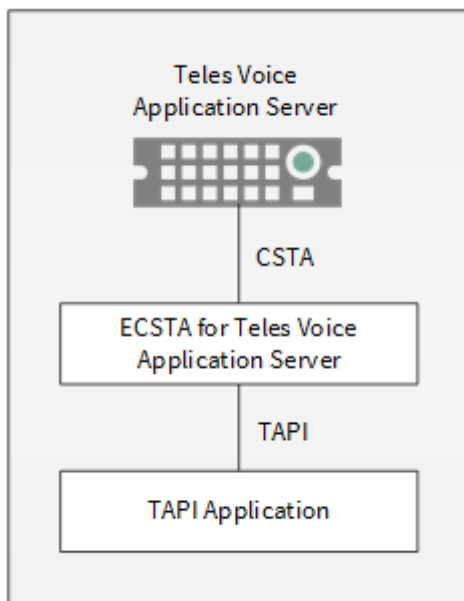 Teles Voice
Application Server
CSTA
ECSTA for Teles Voice
Application Server
TAPI
TAPI Application